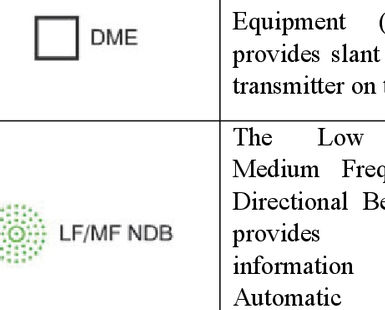 DME
Equipment (
provides slant
transmitter on
LF/MF NDB
The Low
Medium Freq
Directional Be
provides
information
Automatic